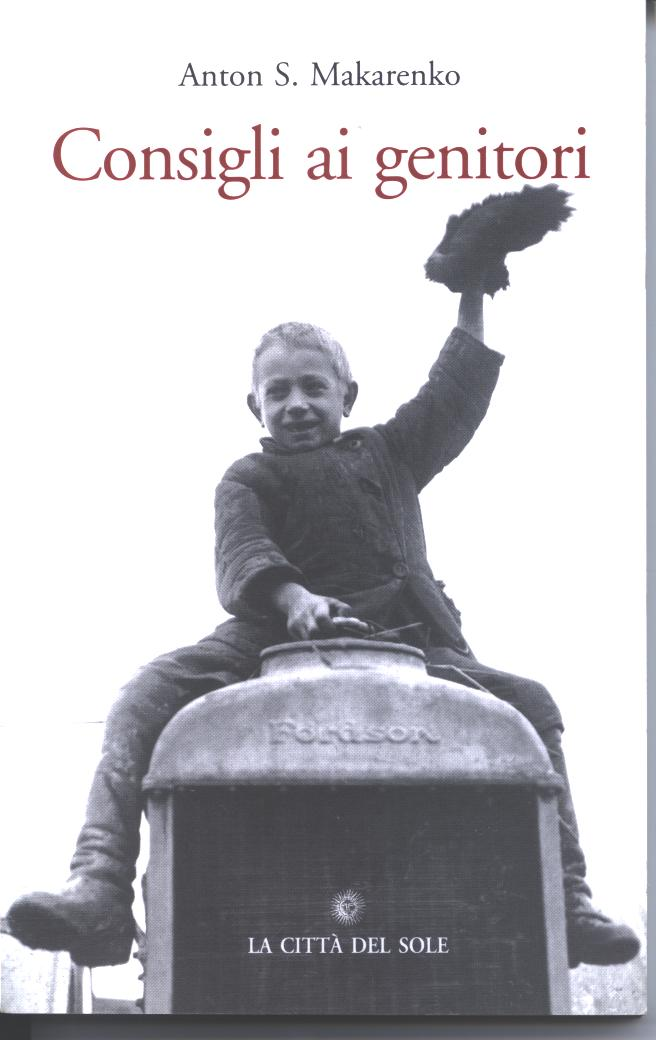 Anton S. Makarenko
Consigli ai genitori
Fordson
LA CITTÀ DEL SOLE